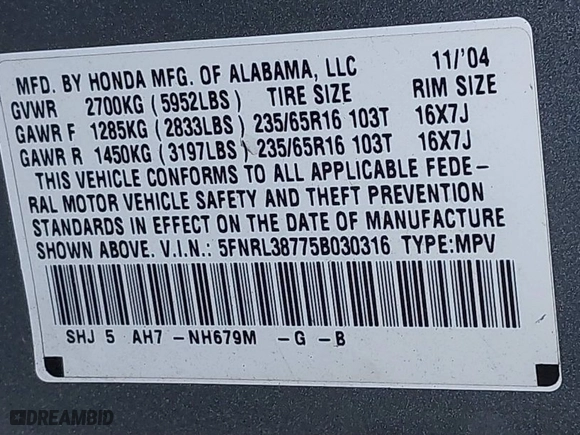 MFD. BY HONDA MFG. OF ALABAMA, LLC 11/'04
GVWR 2700KG (5952LBS) TIRE SIZE RIM SIZE
GAWR F 1285KG (2833LBS) 235/65R16 103T 16X7J
GAWR R 1450KG (3197LBS) 235/65R16 103T 16X7J
THIS VEHICLE CONFORMS TO ALL APPLICABLE FEDE-
RAL MOTOR VEHICLE SAFETY AND THEFT PREVENTION
STANDARDS IN EFFECT ON THE DATE OF MANUFACTURE
SHOWN ABOVE. V.I.N.: 5FNRL38775B030316 TYPE:MPV
SHJ 5 AH7 -NH679M -G -B
DREAMBID